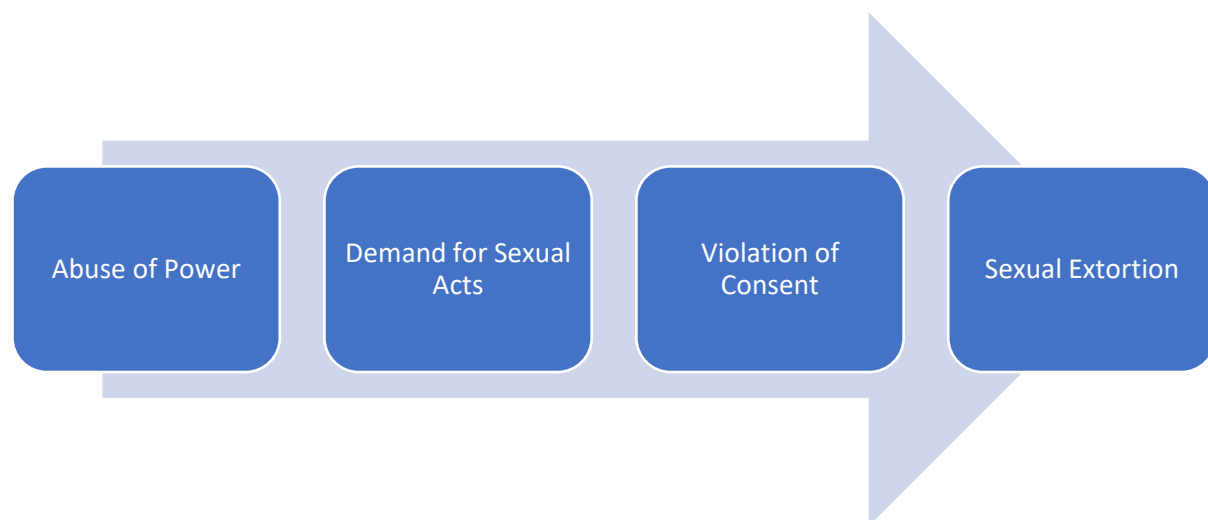 Abuse of Power
Demand for Sexual
Acts
Violation of
Consent
Sexual Extortion